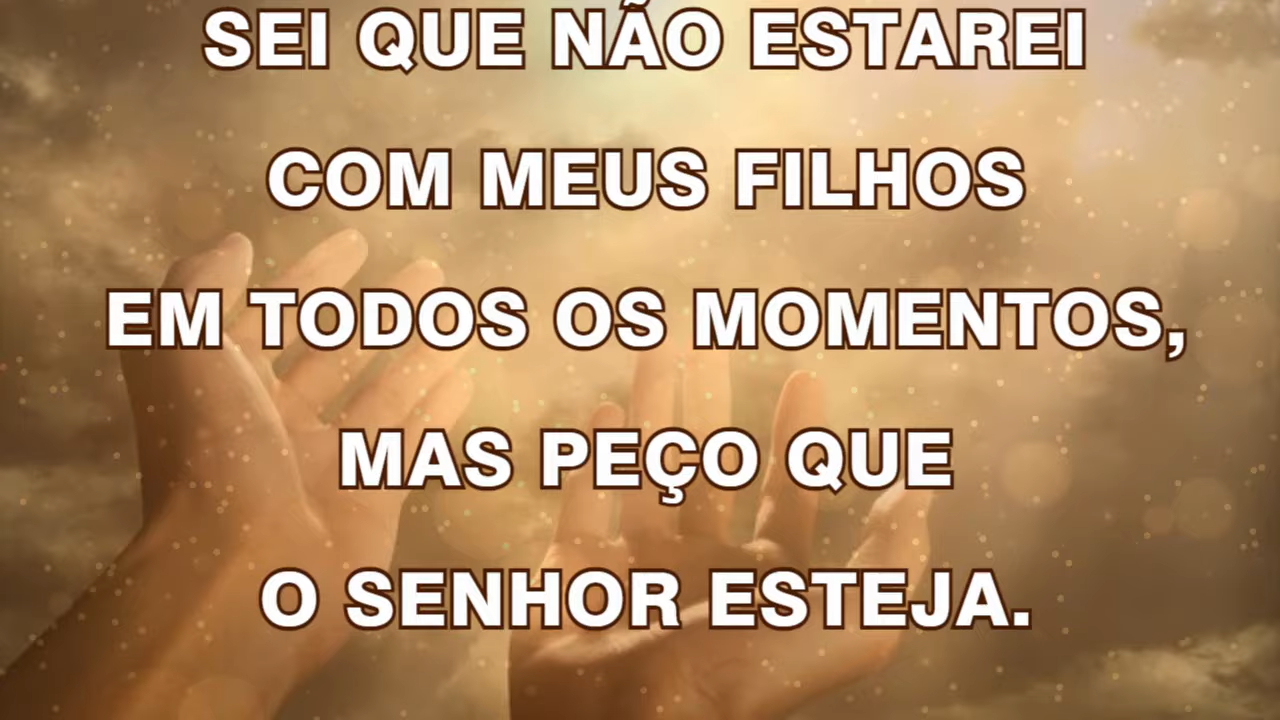 SEI QUE NÃO ESTAREI
COM MEUS FILHOS
EM TODOS OS MOMENTOS,
MAS PEÇO QUE
O SENHOR ESTEJA.